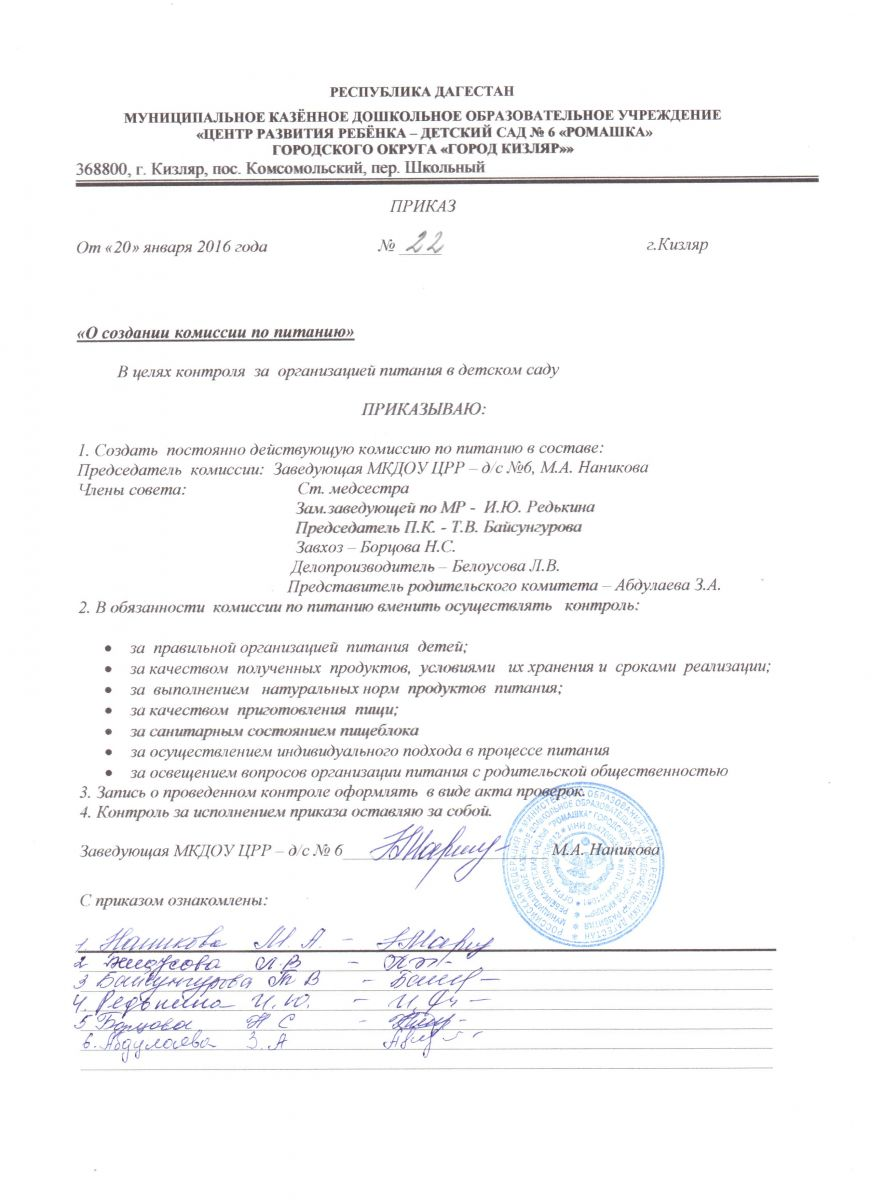 РЕСПУБЛИКА ДАГЕСТАН
МУНИЦИПАЛЬНОЕ КАЗЁННОЕ ДОШКОЛЬНОЕ ОБРАЗОВАТЕЛЬНОЕ УЧРЕЖДЕНИЕ
«ЦЕНТР РАЗВИТИЯ РЕБЁНКА – ДЕТСКИЙ САД № 6 «РОМАШКА»
ГОРОДСКОГО ОКРУГА «ГОРОД КИЗЛЯР»»
368800, г. Кизляр, пос. Комсомольский, пер. Школьный
ПРИКАЗ
От «20» января 2016 года № 22 г.Кизляр
«О создании комиссии по питанию»
В целях контроля за организацией питания в детском саду
ПРИКАЗЫВАЮ:
1. Создать постоянно действующую комиссию по питанию в составе:
Председатель комиссии: Заведующая МКДОУ ЦРР – д/с №6, М.А. Наникова
Члены совета: Ст. медсестра
Зам.заведующей по МР - И.Ю. Редькина
Председатель П.К. - Т.В. Байсунгурова
Завхоз – Борцова Н.С.
Делопроизводитель – Белоусова Л.В.
Представитель родительского комитета – Абдулаева З.А.
2. В обязанности комиссии по питанию вменить осуществлять контроль:
• за правильной организацией питания детей;
• за качеством полученных продуктов, условиями их хранения и сроками реализации;
• за выполнением натуральных норм продуктов питания;
• за качеством приготовления пищи;
• за санитарным состоянием пищеблока
• за осуществлением индивидуального подхода в процессе питания
• за освещением вопросов организации питания с родительской общественностью
3. Запись о проведенном контроле оформлять в виде акта проверок.
4. Контроль за исполнением приказа оставляю за собой.
Заведующая МКДОУ ЦРР – д/с № 6 М.А. Наникова
С приказом ознакомлены:
1 Наникова М А –
2 Л В –
3 Байсунгурова Т В –
4. Редькина И. Ю. –
5 Борцова Н С –
6. Абдулаева З. А